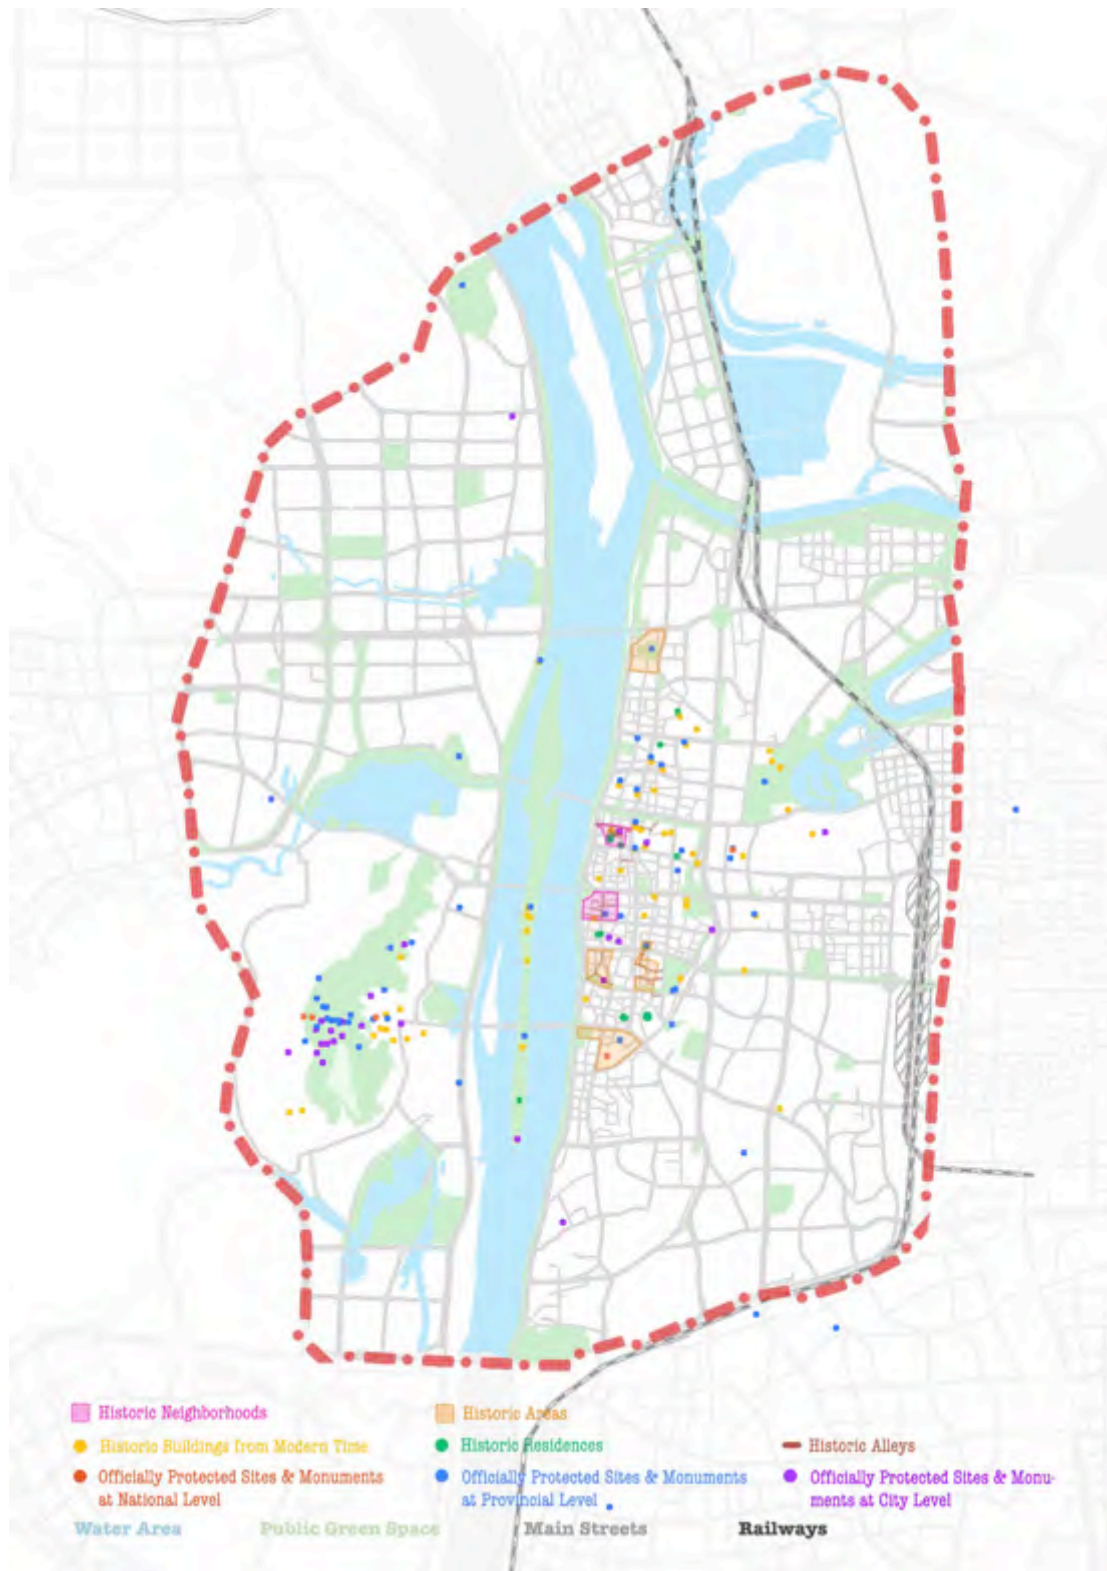 Historic Neighborhoods
Historic Areas
Historic Buildings from Modern Time
Historic Residences
Historic Alleys
Officially Protected Sites & Monuments
at National Level
Officially Protected Sites & Monuments
at Provincial Level
Officially Protected Sites & Monu-
ments at City Level
Water Area
Public Green Space
Main Streets
Railways